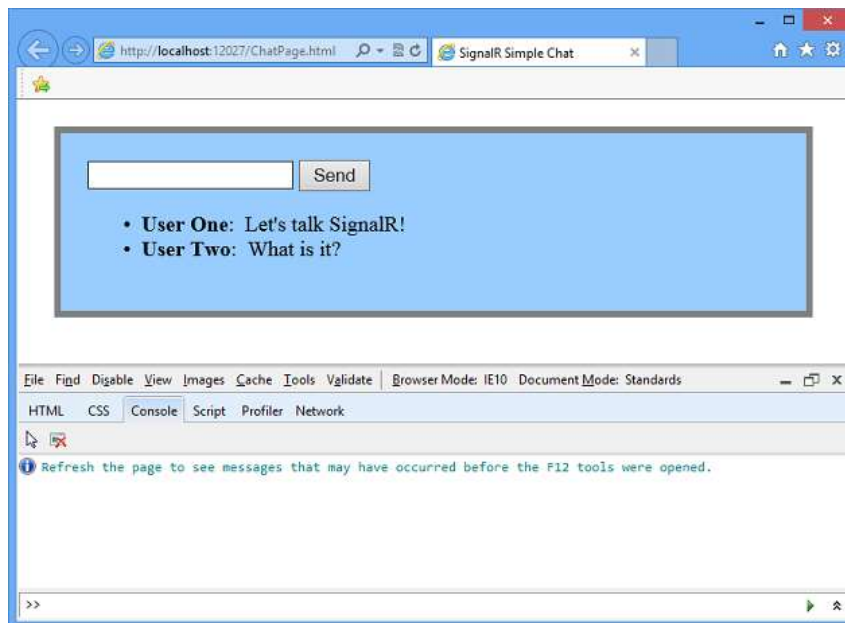 http://localhost:12027/ChatPage.html
SignalR Simple Chat
Send
• User One: Let's talk SignalR!
• User Two: What is it?
File Find Disable View Images Cache Tools Validate Browser Mode: IE10 Document Mode: Standards
HTML CSS Console Script Profiler Network
Refresh the page to see messages that may have occurred before the F12 tools were opened.
>>